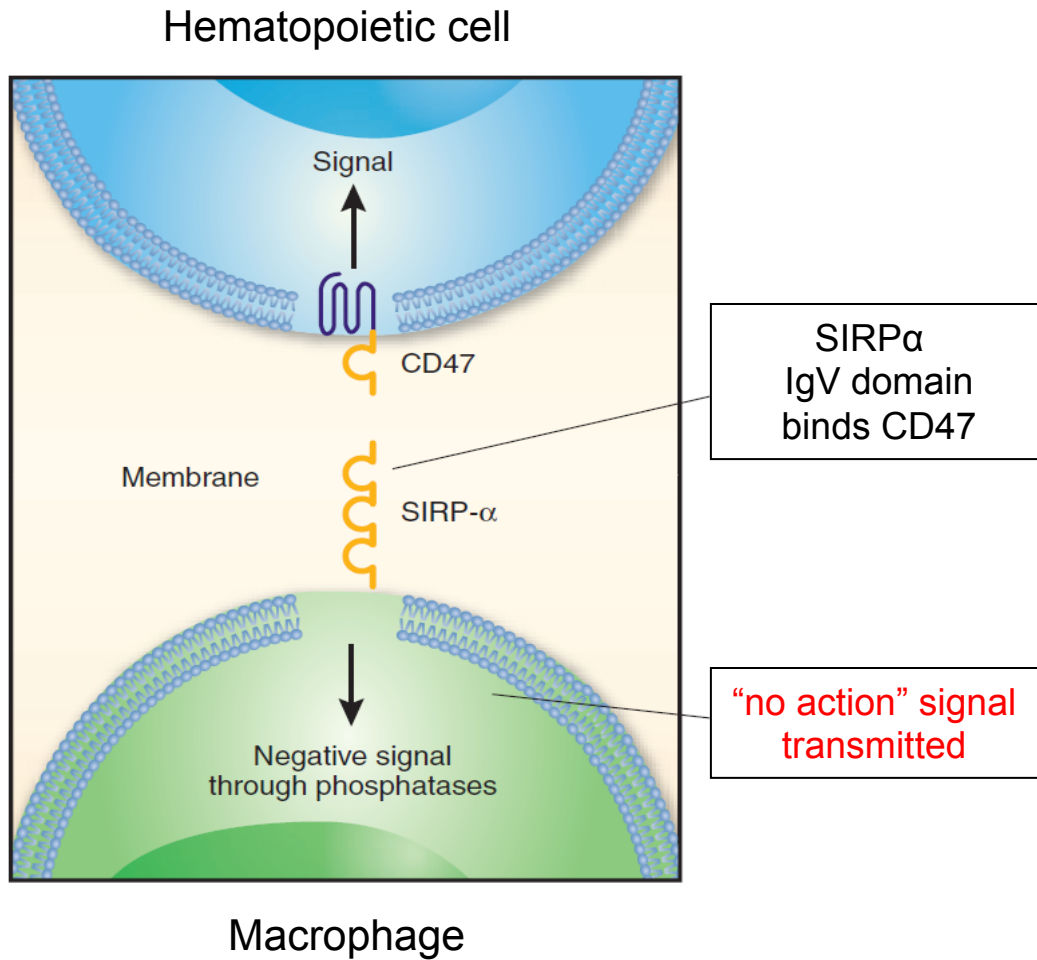 Hematopoietic cell
Signal
CD47
SIRPα
IgV domain
binds CD47
Membrane
SIRP-α
“no action” signal
transmitted
Negative signal
through phosphatases
Macrophage